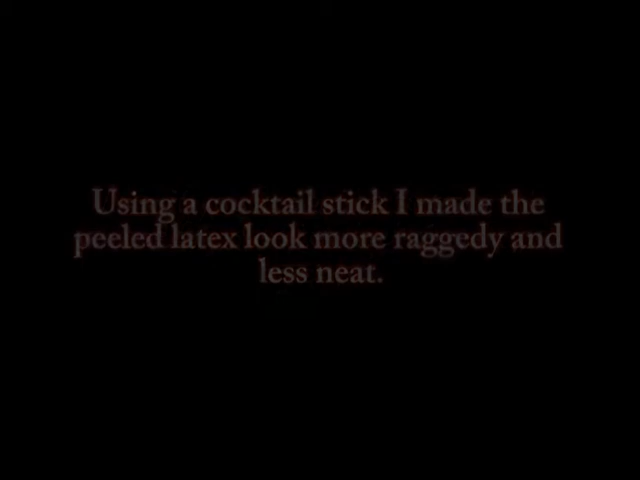 Using a cocktail stick I made the
peeled latex look more raggedy and
less neat.